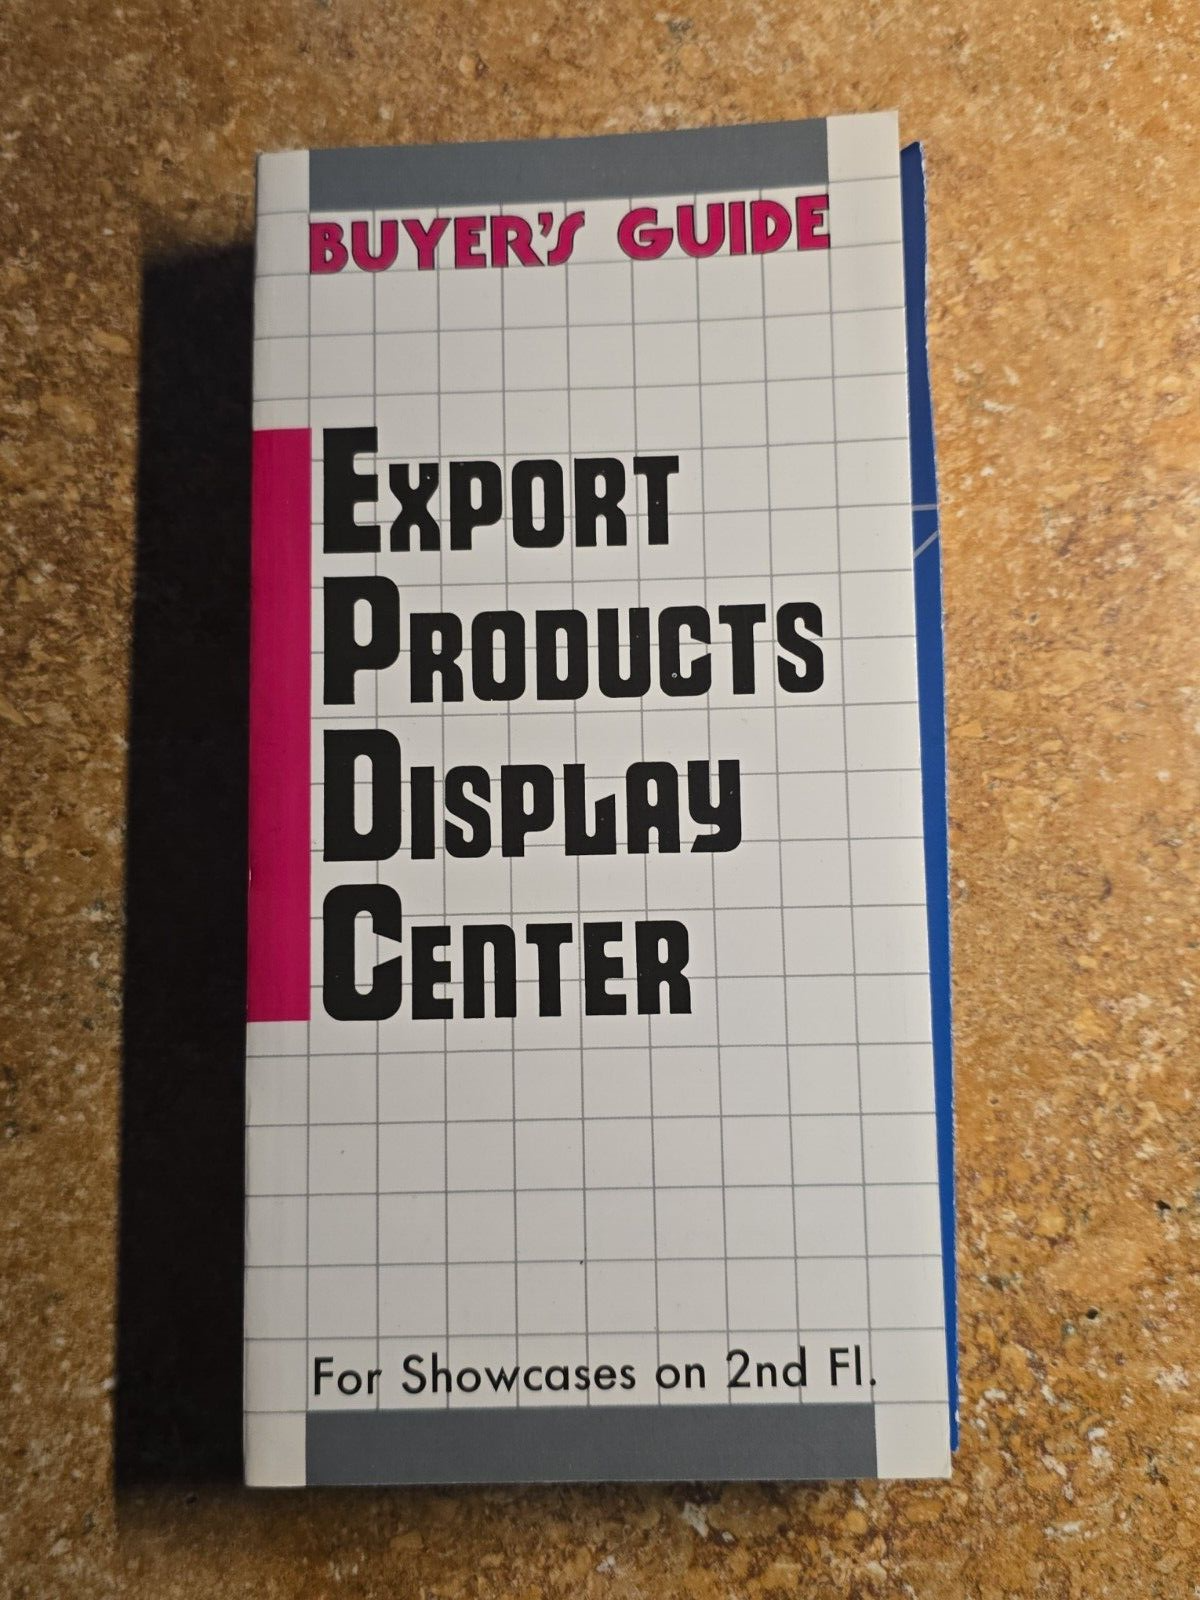 BUYER'S GUIDE
EXPORT
PRODUCTS
DISPLAY
CENTER
For Showcases on 2nd Fl.